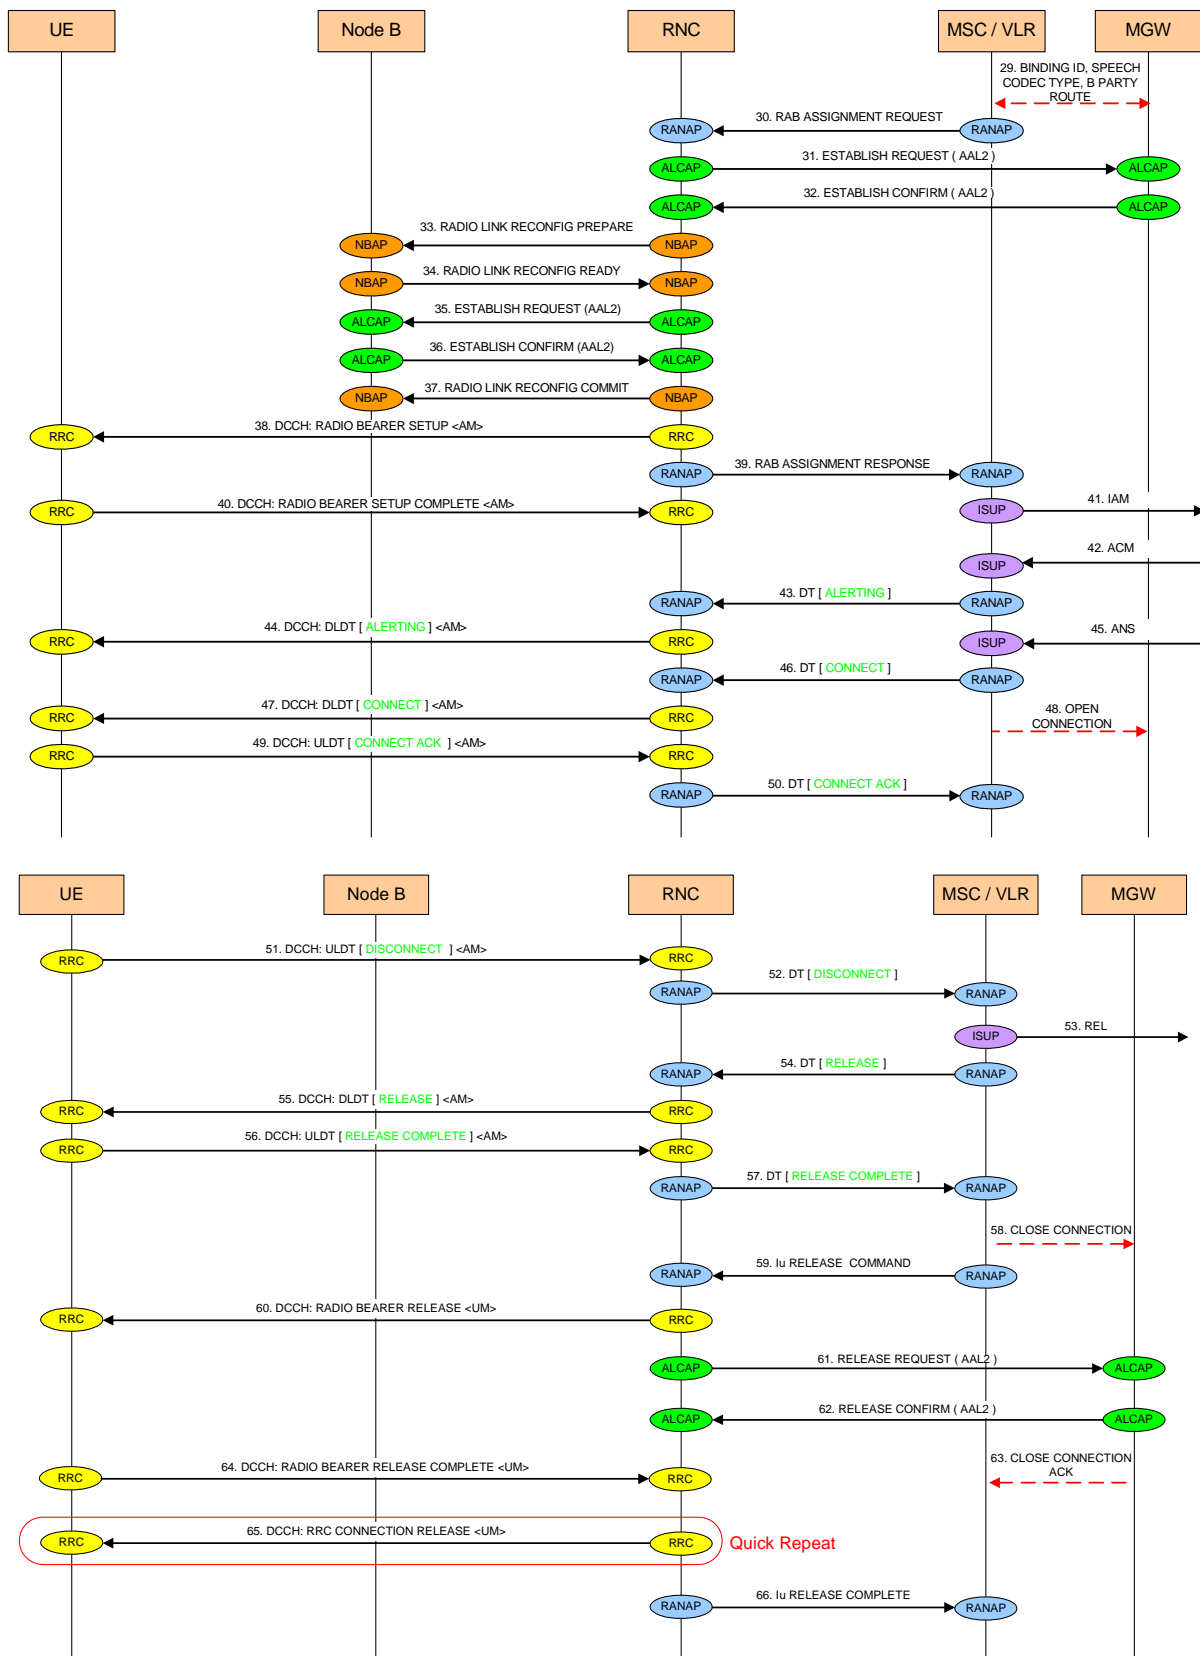 UE
Node B
RNC
MSC / VLR
MGW
29. BINDING ID, SPEECH
CODEC TYPE, B PARTY
ROUTE
30. RAB ASSIGNMENT REQUEST
RANAP
RANAP
31. ESTABLISH REQUEST ( AAL2 )
ALCAP
ALCAP
32. ESTABLISH CONFIRM ( AAL2 )
ALCAP
ALCAP
33. RADIO LINK RECONFIG PREPARE
NBAP
NBAP
34. RADIO LINK RECONFIG READY
NBAP
NBAP
35. ESTABLISH REQUEST (AAL2)
ALCAP
ALCAP
36. ESTABLISH CONFIRM (AAL2)
ALCAP
ALCAP
37. RADIO LINK RECONFIG COMMIT
NBAP
NBAP
38. DCCH: RADIO BEARER SETUP <AM>
RRC
RRC
39. RAB ASSIGNMENT RESPONSE
RANAP
RANAP
40. DCCH: RADIO BEARER SETUP COMPLETE <AM>
RRC
RRC
41. IAM
ISUP
42. ACM
ISUP
43. DT [ ALERTING ]
RANAP
RANAP
44. DCCH: DLDT [ ALERTING ] <AM>
RRC
RRC
45. ANS
ISUP
46. DT [ CONNECT ]
RANAP
RANAP
47. DCCH: DLDT [ CONNECT ] <AM>
RRC
RRC
48. OPEN
CONNECTION
49. DCCH: ULDT [ CONNECT ACK ] <AM>
RRC
RRC
50. DT [ CONNECT ACK ]
RANAP
RANAP
UE
Node B
RNC
MSC / VLR
MGW
51. DCCH: ULDT [ DISCONNECT ] <AM>
RRC
RRC
52. DT [ DISCONNECT ]
RANAP
RANAP
53. REL
ISUP
54. DT [ RELEASE ]
RANAP
RANAP
55. DCCH: DLDT [ RELEASE ] <AM>
RRC
RRC
56. DCCH: ULDT [ RELEASE COMPLETE ] <AM>
RRC
RRC
57. DT [ RELEASE COMPLETE ]
RANAP
RANAP
58. CLOSE CONNECTION
59. Iu RELEASE COMMAND
RANAP
RANAP
60. DCCH: RADIO BEARER RELEASE <UM>
RRC
RRC
61. RELEASE REQUEST ( AAL2 )
ALCAP
ALCAP
62. RELEASE CONFIRM ( AAL2 )
ALCAP
ALCAP
63. CLOSE CONNECTION
ACK
64. DCCH: RADIO BEARER RELEASE COMPLETE <UM>
RRC
RRC
65. DCCH: RRC CONNECTION RELEASE <UM>
RRC
RRC
Quick Repeat
66. Iu RELEASE COMPLETE
RANAP
RANAP